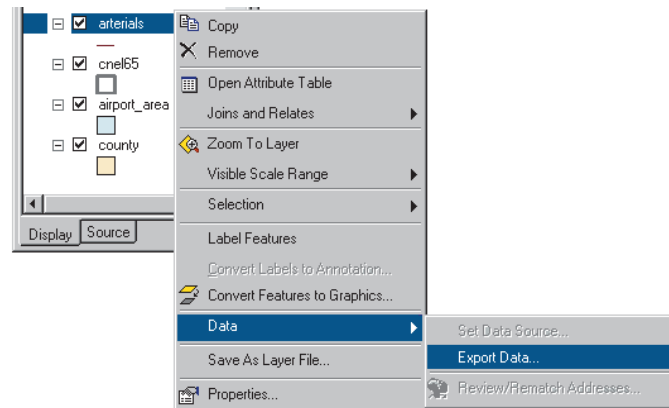 arterials
cnel65
airport_area
county
Display Source
Copy
Remove
Open Attribute Table
Joins and Relates
Zoom To Layer
Visible Scale Range
Selection
Label Features
Convert Labels to Annotation...
Convert Features to Graphics...
Data
Save As Layer File...
Properties...
Set Data Source...
Export Data...
Review/Rematch Addresses...